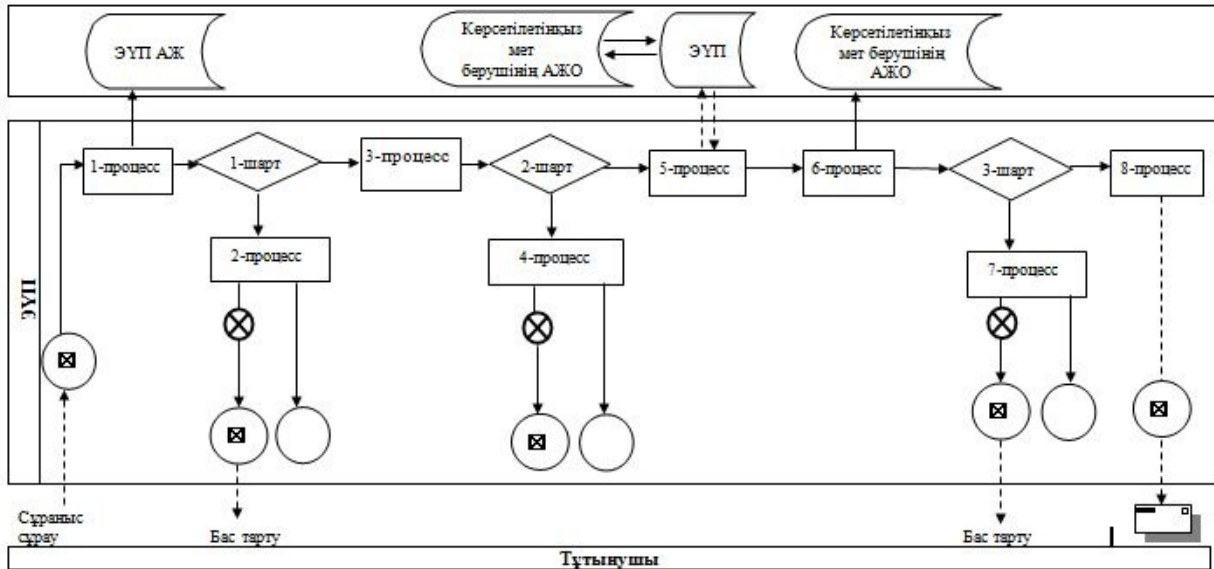 ЭҮП АЖ
Көрсетілетінқыз
мет
берушінің АЖО
ЭҮП
Көрсетілетінқыз
мет берушінің
АЖО
1-процесс
1-шарт
3-процесс
2-шарт
5-процесс
6-процесс
3-шарт
8-процесс
2-процесс
4-процесс
7-процесс
ЭҮП
Сұраныс
сұрау
Бас тарту
Бас тарту
Тұтынушы